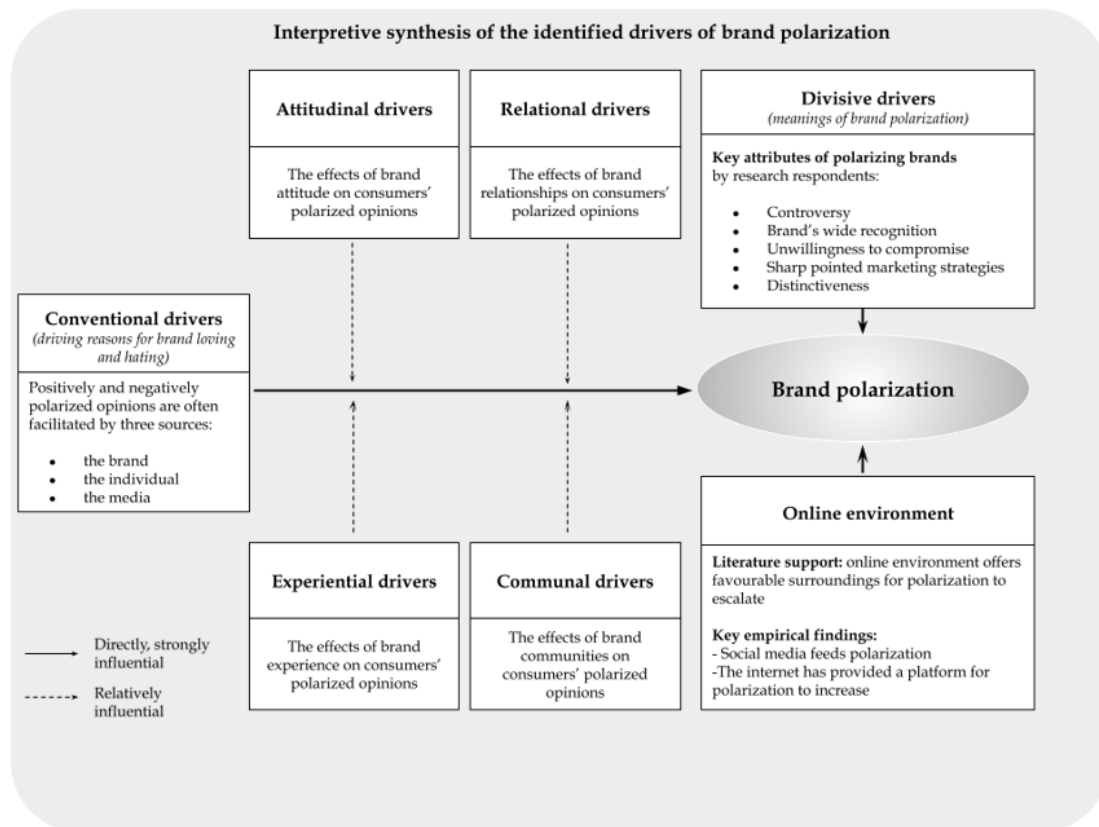 Interpretive synthesis of the identified drivers of brand polarization
Attitudinal drivers
The effects of brand
attitude on consumers’
polarized opinions
Relational drivers
The effects of brand
relationships on consumers’
polarized opinions
Divisive drivers
(meanings of brand polarization)
Key attributes of polarizing brands
by research respondents:
• Controversy
• Brand’s wide recognition
• Unwillingness to compromise
• Sharp pointed marketing strategies
• Distinctiveness
Conventional drivers
(driving reasons for brand loving
and hating)
Positively and negatively
polarized opinions are often
facilitated by three sources:
• the brand
• the individual
• the media
Brand polarization
Experiential drivers
The effects of brand
experience on consumers’
polarized opinions
Communal drivers
The effects of brand
communities on
consumers’ polarized
opinions
Online environment
Literature support: online environment offers
favourable surroundings for polarization to
escalate
Key empirical findings:
- Social media feeds polarization
-The internet has provided a platform for
polarization to increase
Directly, strongly
influential
Relatively
influential